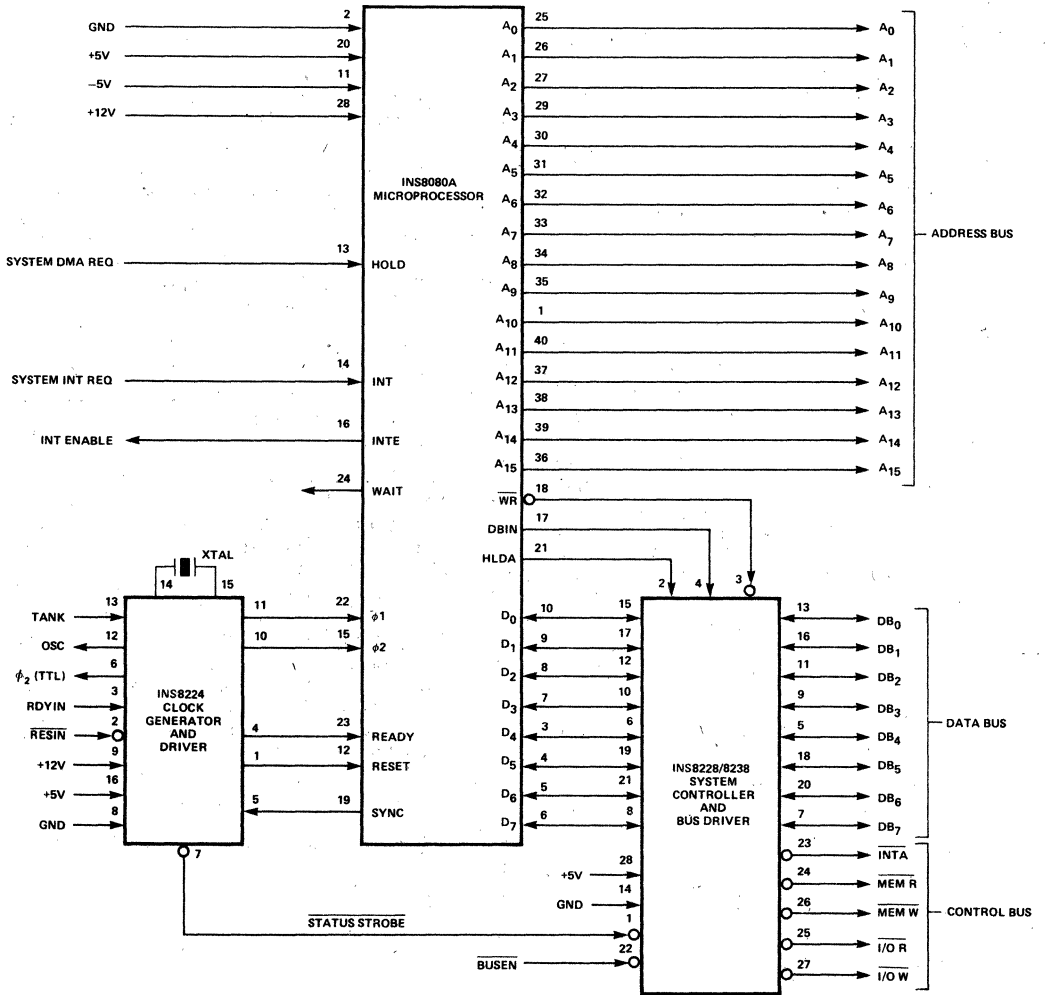 GND 2
+5V 20
−5V 11
+12V 28
INS8080A
MICROPROCESSOR
SYSTEM DMA REQ 13 HOLD
SYSTEM INT REQ 14 INT
INT ENABLE 16 INTE
24 WAIT
A0 25 A0
A1 26 A1
A2 27 A2
A3 29 A3
A4 30 A4
A5 31 A5
A6 32 A6
A7 33 A7
A8 34 A8
A9 35 A9
A10 1 A10
A11 40 A11
A12 37 A12
A13 38 A13
A14 39 A14
A15 36 A15
ADDRESS BUS
WR 18 3
DBIN 17 4
HLDA 21 2
XTAL
14 15
TANK 13
OSC 12
ϕ2 (TTL) 6
RDYIN 3
RESIN 2
+12V 9
+5V 16
GND 8
INS8224
CLOCK
GENERATOR
AND
DRIVER
11 22 ϕ1
10 15 ϕ2
4 23 READY
1 12 RESET
5 19 SYNC
7
D0 10 15 13 DB0
D1 9 17 16 DB1
D2 8 12 11 DB2
D3 7 10 9 DB3
D4 3 6 5 DB4
D5 4 19 18 DB5
D6 5 21 20 DB6
D7 6 8 7 DB7
DATA BUS
INS8228/8238
SYSTEM
CONTROLLER
AND
BUS DRIVER
+5V 28
GND 14
STATUS STROBE 1
BUSEN 22
23 INTA
24 MEM R
26 MEM W
25 I/O R
27 I/O W
CONTROL BUS